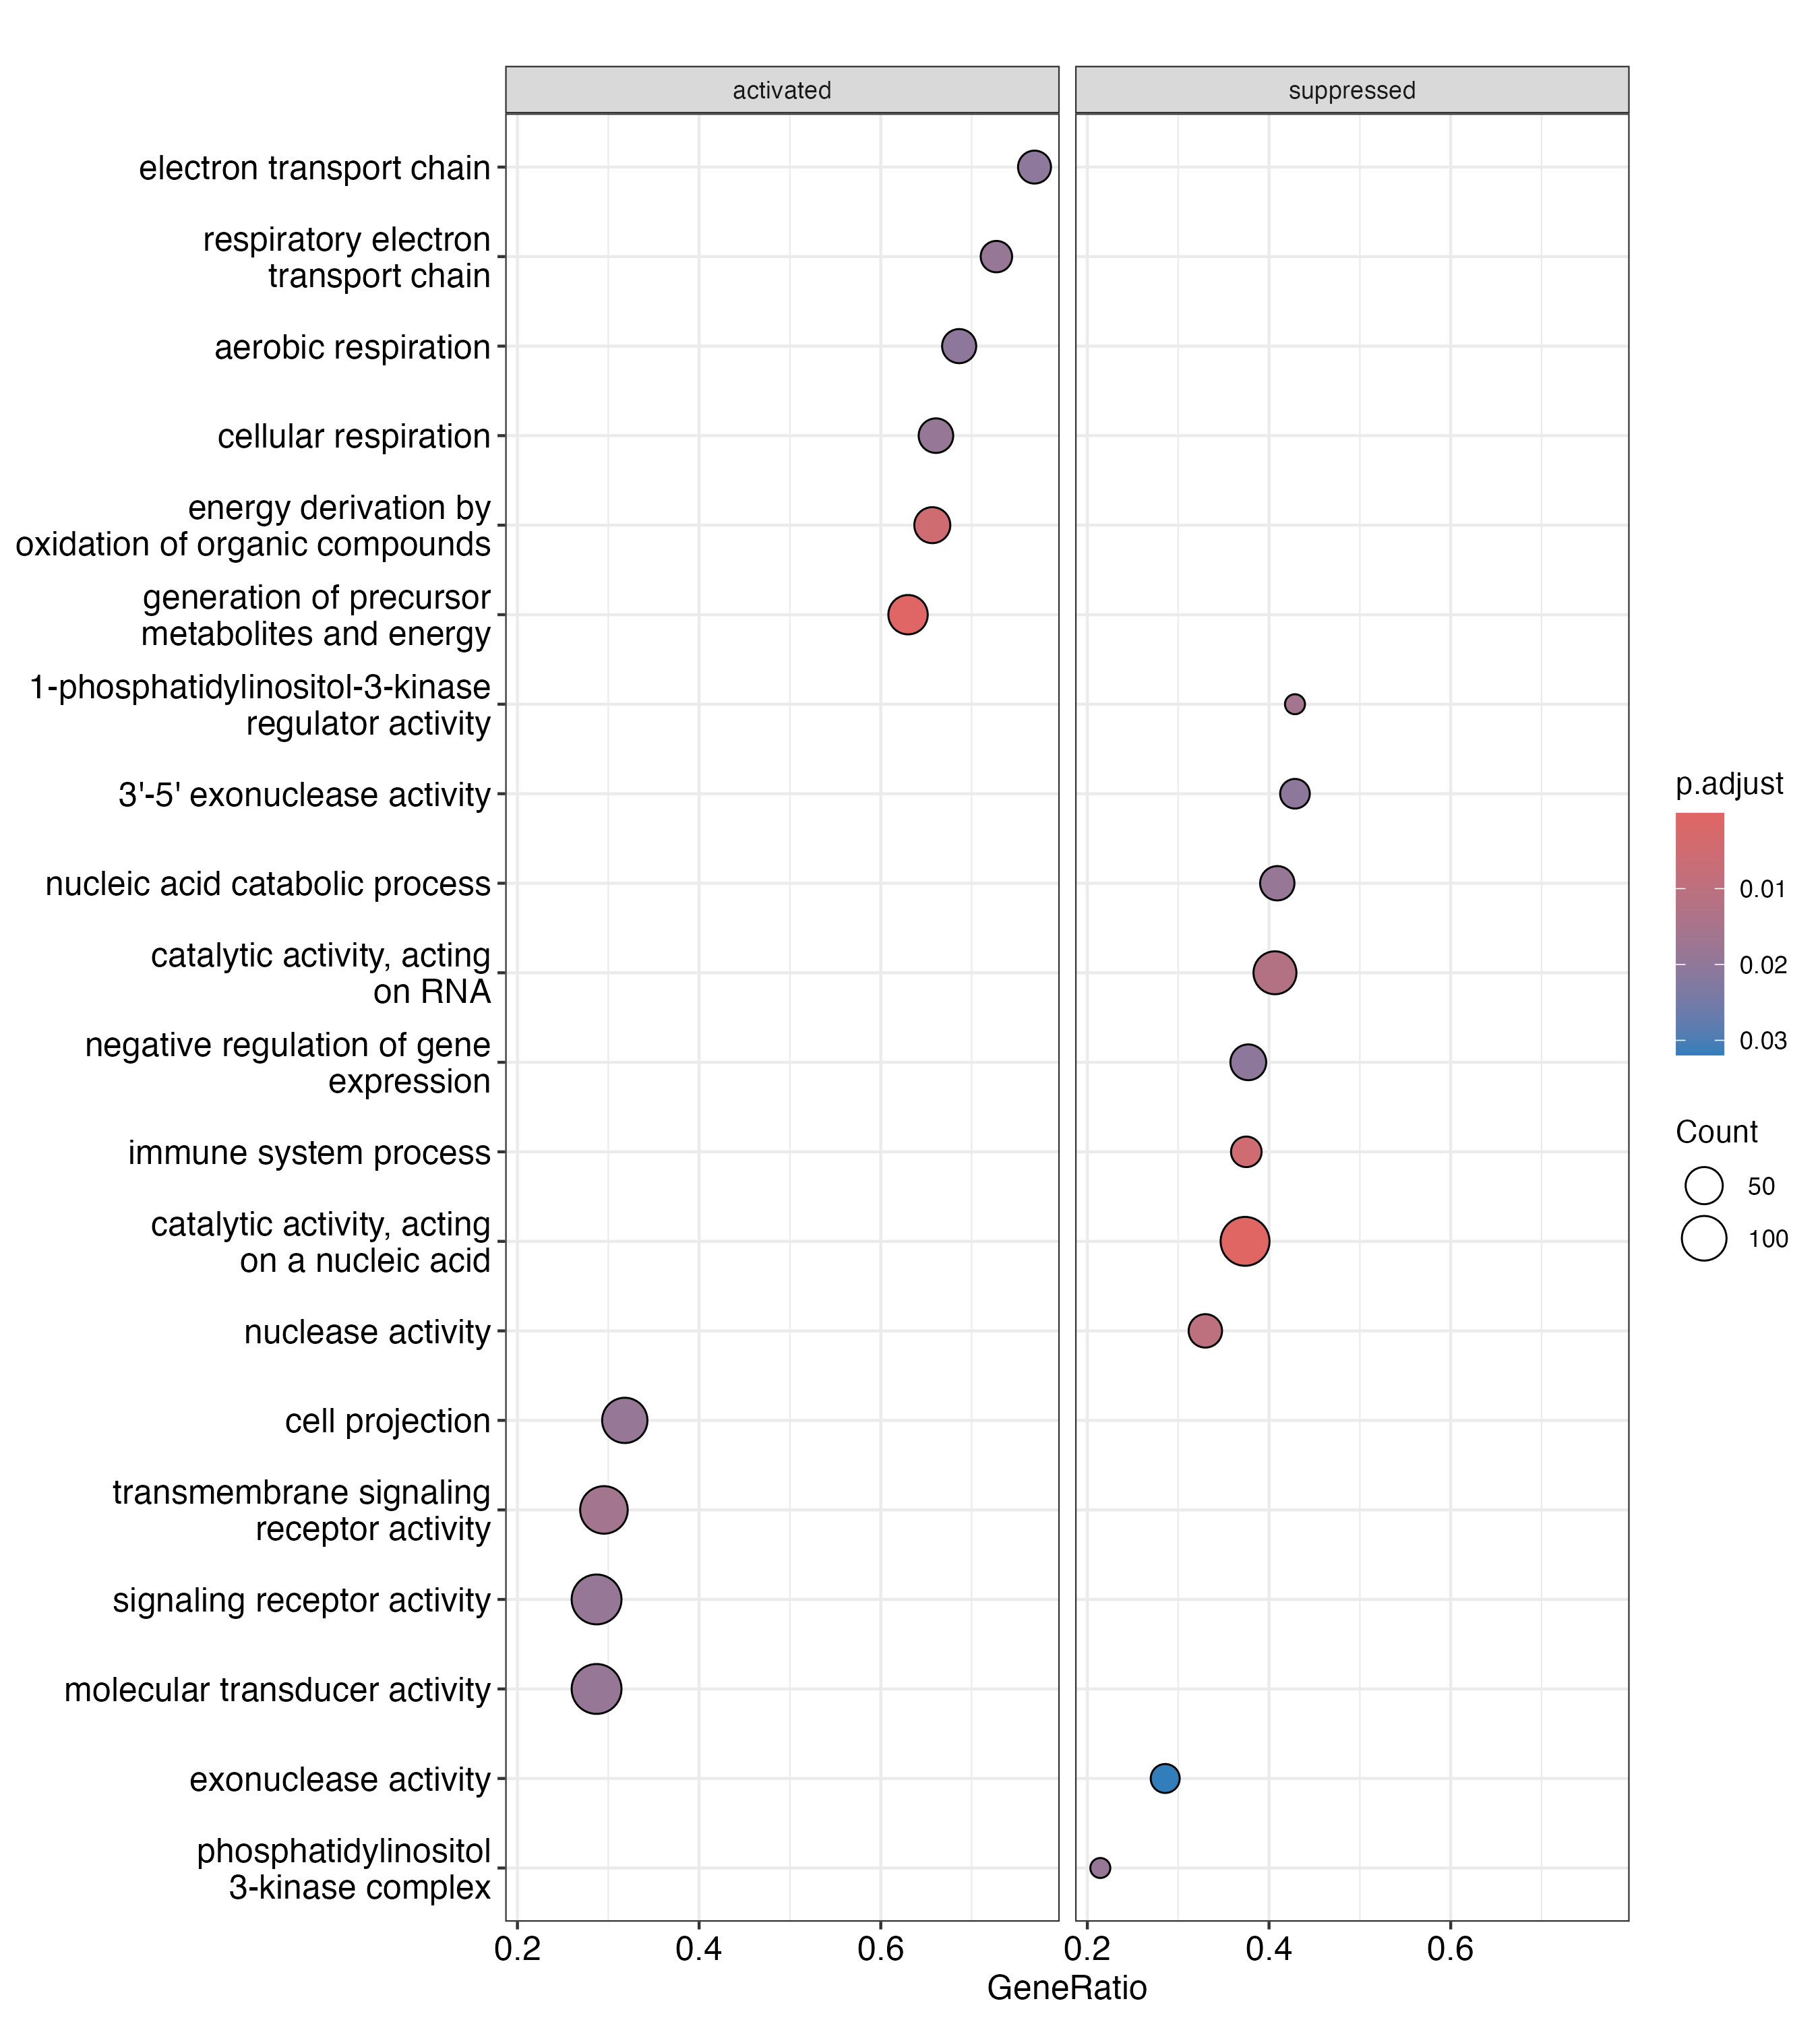 activated
suppressed
electron transport chain
respiratory electron
transport chain
aerobic respiration
cellular respiration
energy derivation by
oxidation of organic compounds
generation of precursor
metabolites and energy
1-phosphatidylinositol-3-kinase
regulator activity
3'-5' exonuclease activity
nucleic acid catabolic process
catalytic activity, acting
on RNA
negative regulation of gene
expression
immune system process
catalytic activity, acting
on a nucleic acid
nuclease activity
cell projection
transmembrane signaling
receptor activity
signaling receptor activity
molecular transducer activity
exonuclease activity
phosphatidylinositol
3-kinase complex
0.2 0.4 0.6
0.2 0.4 0.6
GeneRatio
p.adjust
0.01
0.02
0.03
Count
50
100